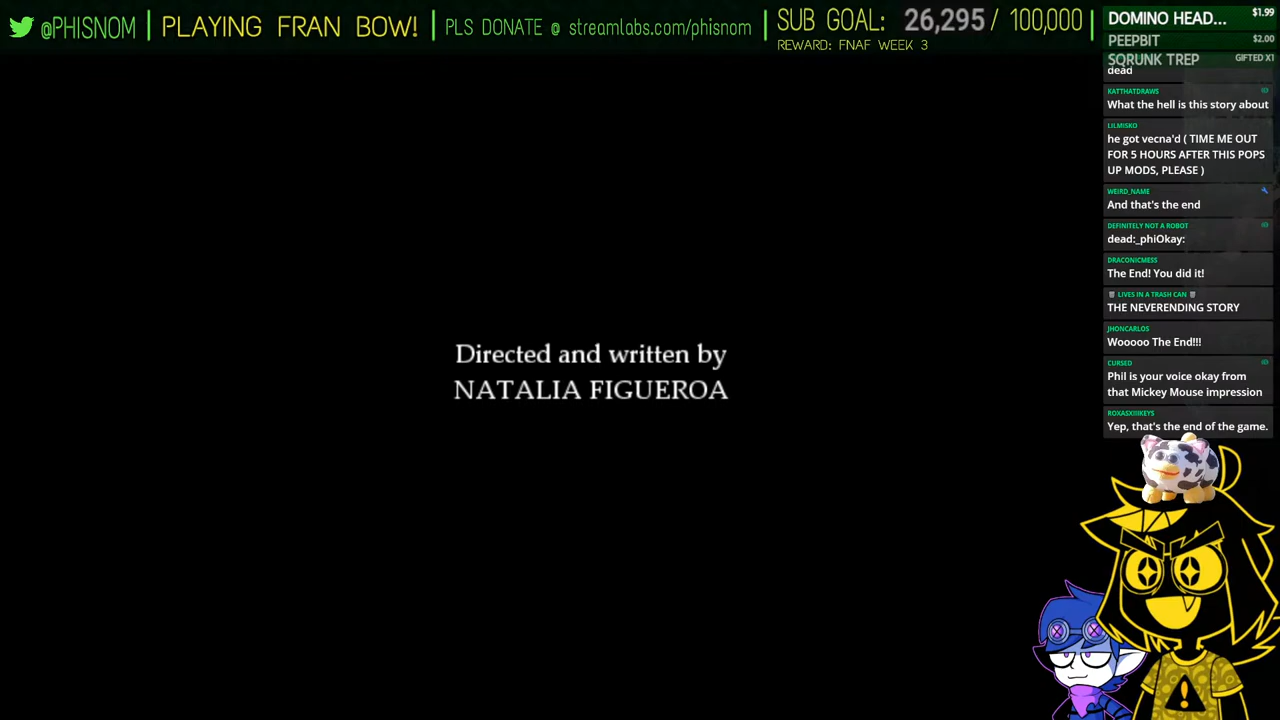 @PHISNOM
PLAYING FRAN BOW!
PLS DONATE @ streamlabs.com/phisnom
SUB GOAL: 26,295 / 100,000
REWARD: FNAF WEEK 3
DOMINO HEAD... $1.99
PEEPBIT $2.00
SQRUNK TREP GIFTED X1
dead
KATTHATDRAWS
What the hell is this story about
LILMISKO
he got vecna'd ( TIME ME OUT
FOR 5 HOURS AFTER THIS POPS
UP MODS, PLEASE )
WEIRD_NAME
And that's the end
DEFINITELY NOT A ROBOT
dead:_phiOkay:
DRACONICMESS
The End! You did it!
LIVES IN A TRASH CAN
THE NEVERENDING STORY
JHONCARLOS
Wooooo The End!!!
CURSED
Phil is your voice okay from
that Mickey Mouse impression
ROXASXIIIKEYS
Yep, that's the end of the game.
Directed and written by
NATALIA FIGUEROA